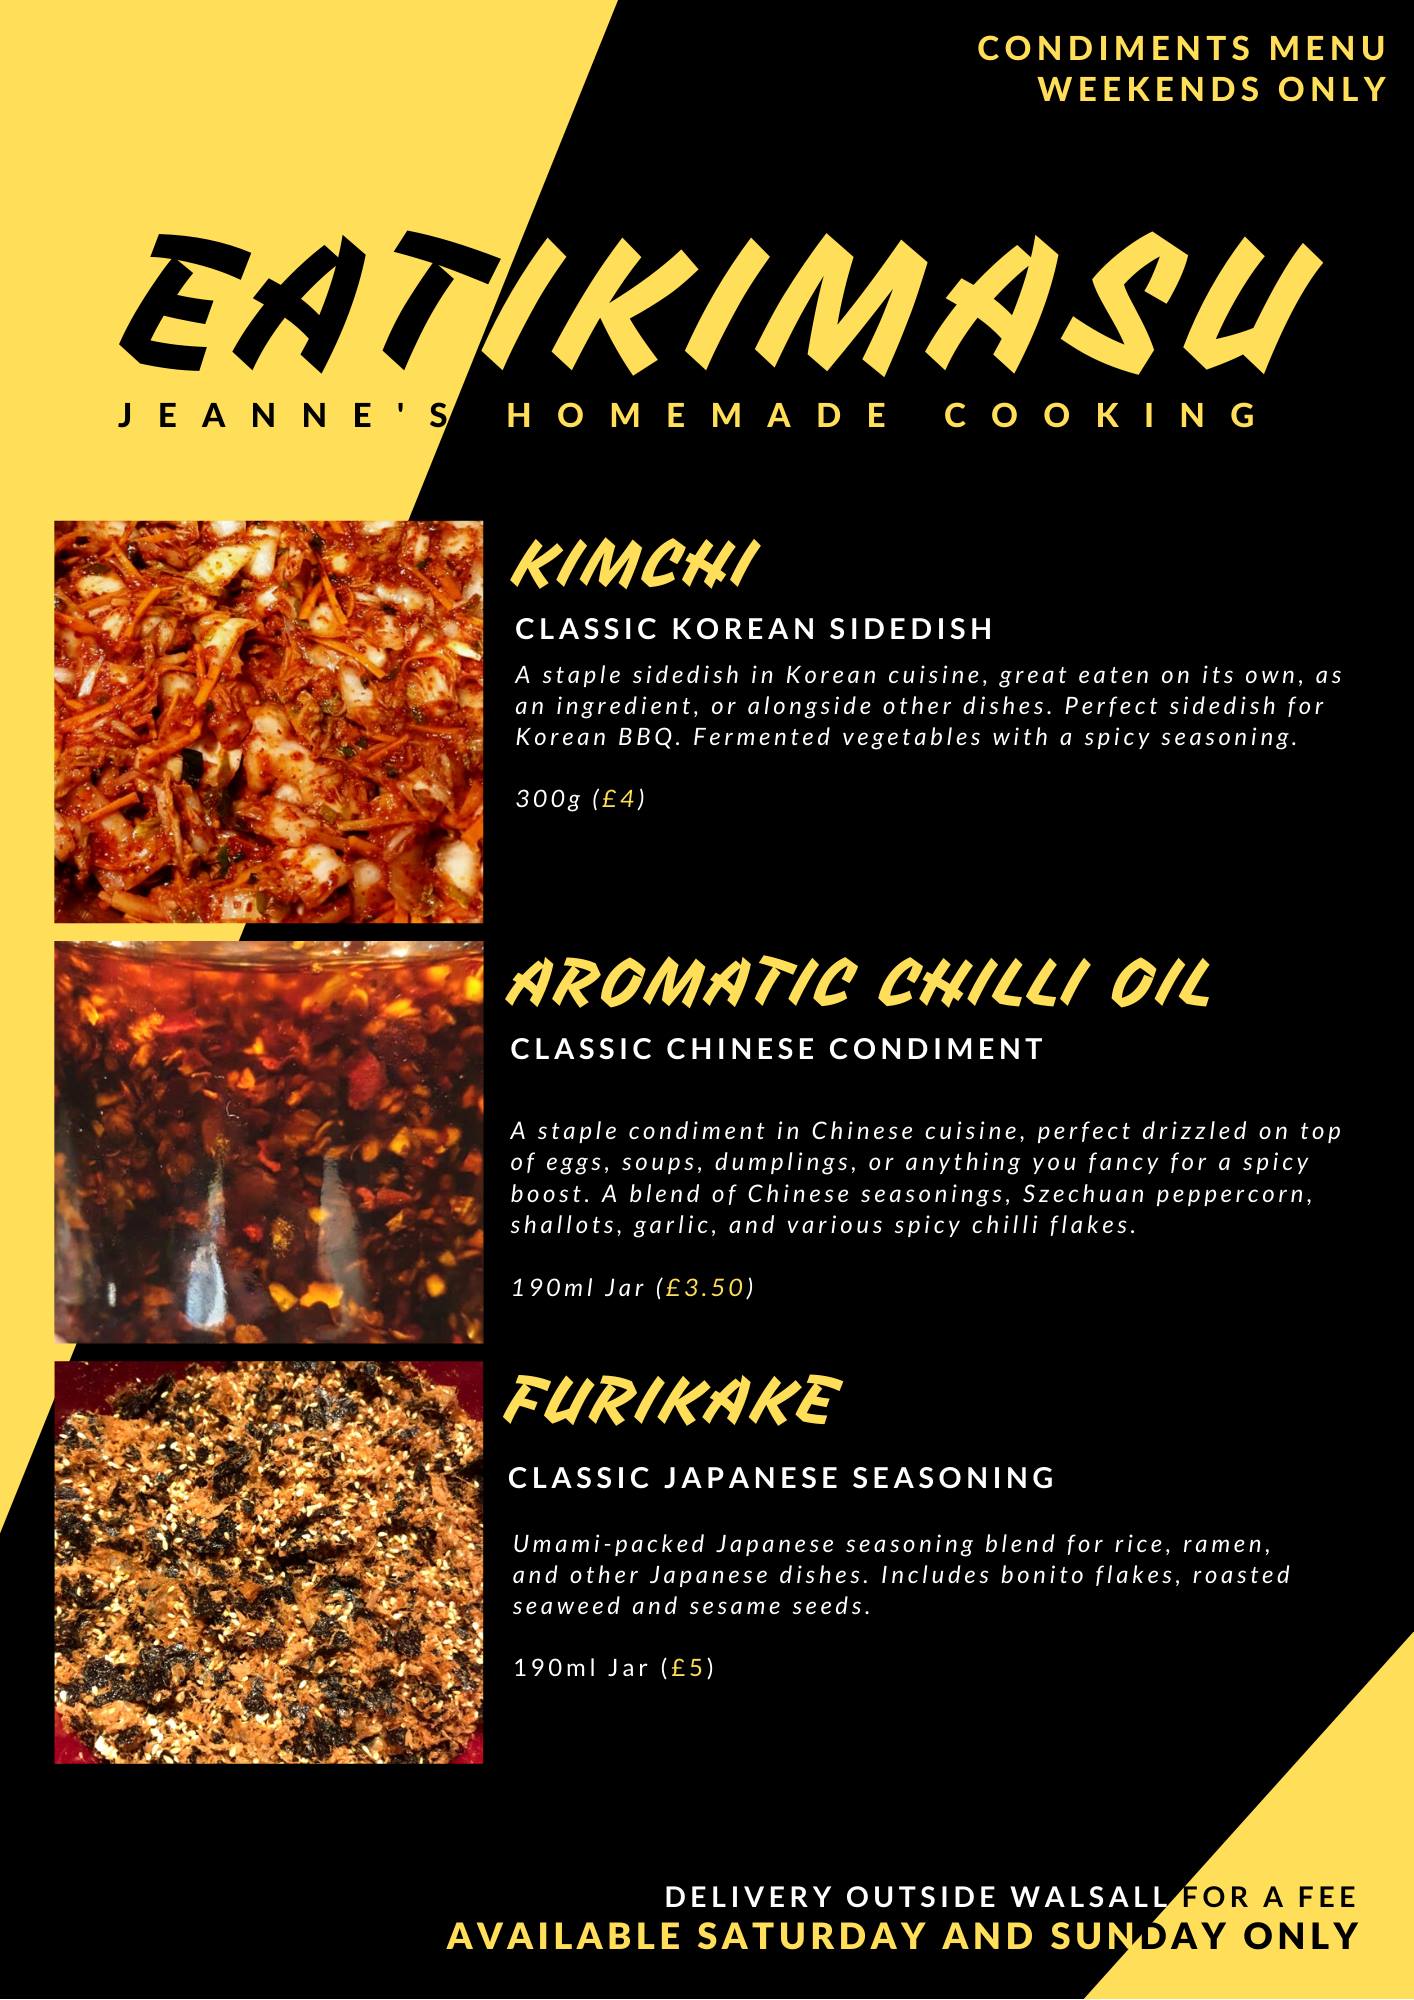 CONDIMENTS MENU
WEEKENDS ONLY
EATIKIMASU
JEANNE'S HOMEMADE COOKING
KIMCHI
CLASSIC KOREAN SIDEDISH
A staple sidedish in Korean cuisine, great eaten on its own, as
an ingredient, or alongside other dishes. Perfect sidedish for
Korean BBQ. Fermented vegetables with a spicy seasoning.
300g (£4)
AROMATIC CHILLI OIL
CLASSIC CHINESE CONDIMENT
A staple condiment in Chinese cuisine, perfect drizzled on top
of eggs, soups, dumplings, or anything you fancy for a spicy
boost. A blend of Chinese seasonings, Szechuan peppercorn,
shallots, garlic, and various spicy chilli flakes.
190ml Jar (£3.50)
FURIKAKE
CLASSIC JAPANESE SEASONING
Umami-packed Japanese seasoning blend for rice, ramen,
and other Japanese dishes. Includes bonito flakes, roasted
seaweed and sesame seeds.
190ml Jar (£5)
DELIVERY OUTSIDE WALSALL FOR A FEE
AVAILABLE SATURDAY AND SUNDAY ONLY